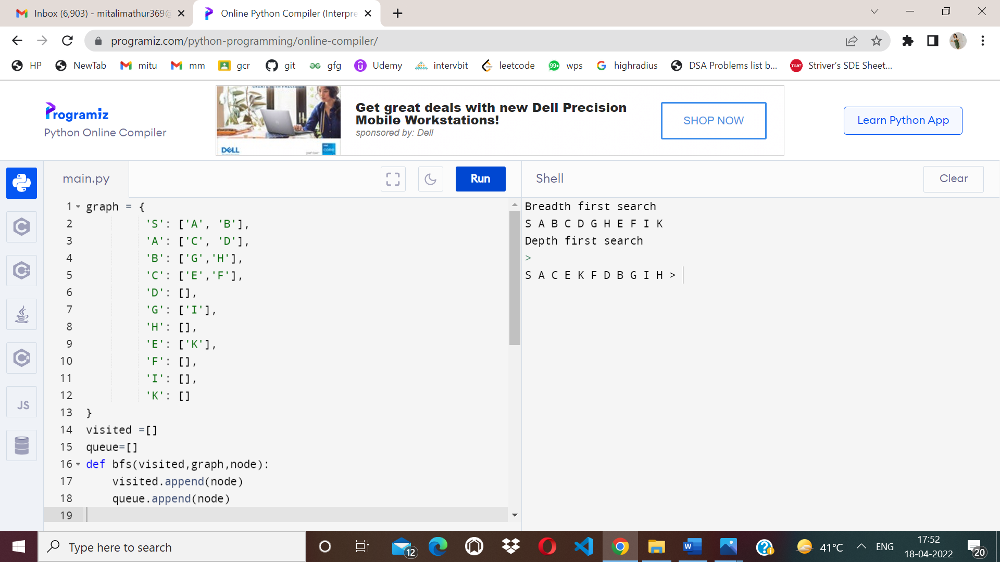 Inbox (6,903) - mitalimathur369@
Online Python Compiler (Interpre
programiz.com/python-programming/online-compiler/
HP NewTab mitu mm gcr git gfg Udemy intervbit leetcode 99+ wps highradius DSA Problems list b... TUF Striver's SDE Sheet...
Programiz
Python Online Compiler
DELL
Get great deals with new Dell Precision
Mobile Workstations!
sponsored by: Dell
SHOP NOW
Learn Python App
main.py
Run
Shell
Clear
1 graph = {
2 'S': ['A', 'B'],
3 'A': ['C', 'D'],
4 'B': ['G','H'],
5 'C': ['E','F'],
6 'D': [],
7 'G': ['I'],
8 'H': [],
9 'E': ['K'],
10 'F': [],
11 'I': [],
12 'K': []
13 }
14 visited =[]
15 queue=[]
16 def bfs(visited,graph,node):
17 visited.append(node)
18 queue.append(node)
19
JS
Breadth first search
S A B C D G H E F I K
Depth first search
>
S A C E K F D B G I H >
Type here to search
12
41°C
ENG
17:52
18-04-2022
20